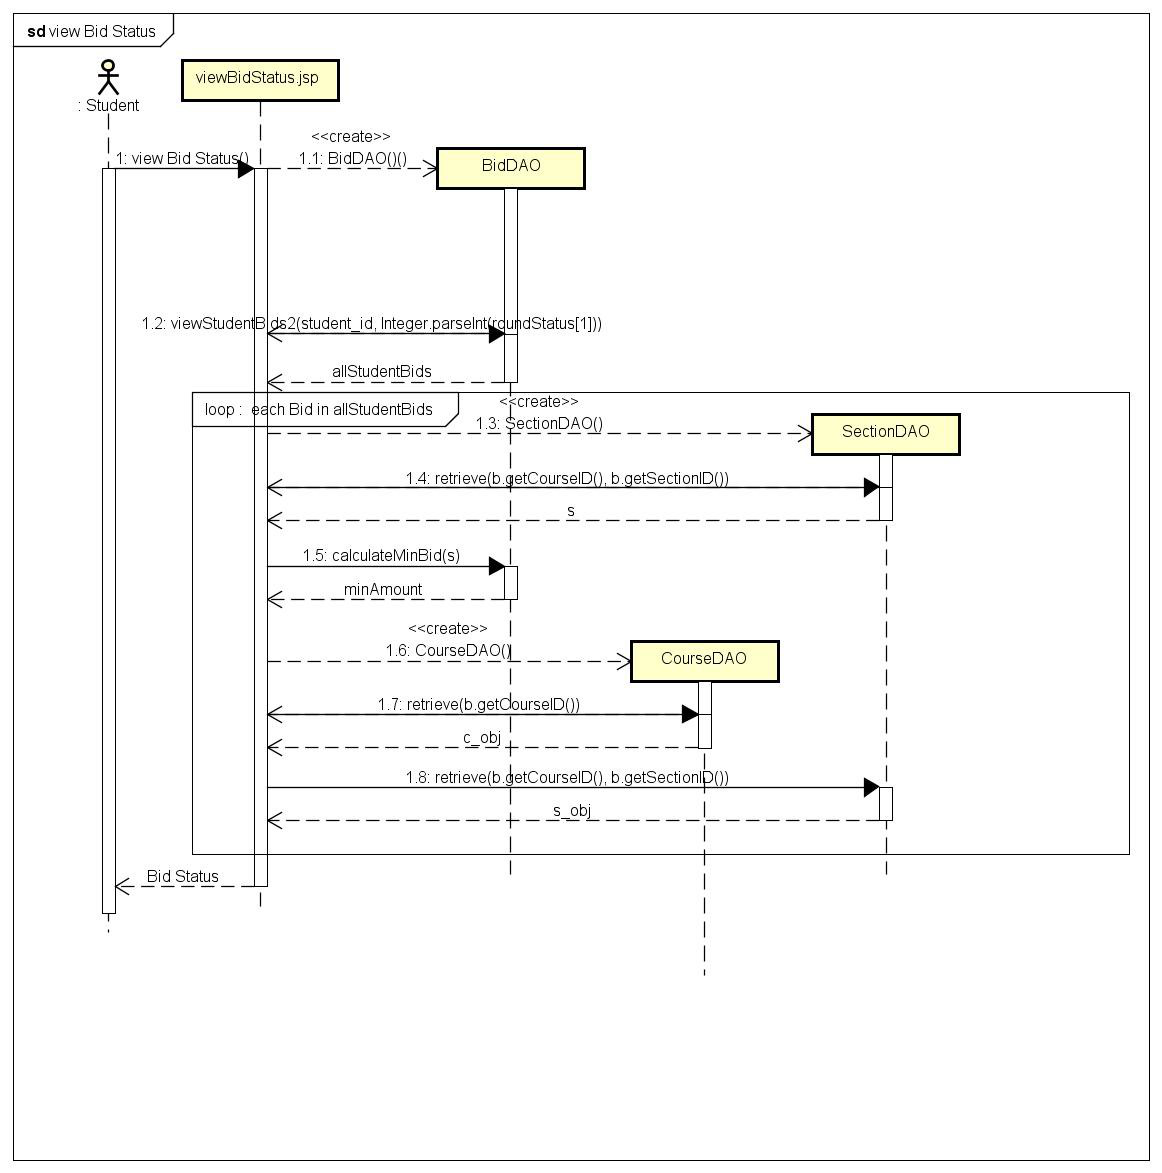 sd view Bid Status
: Student
viewBidStatus.jsp
<<create>>
1: view Bid Status()
1.1: BidDAO()()
BidDAO
1.2: viewStudentBids2(student_id, Integer.parseInt(roundStatus[1]))
allStudentBids
<<create>>
loop : each Bid in allStudentBids
1.3: SectionDAO()
SectionDAO
1.4: retrieve(b.getCourseID(), b.getSectionID())
s
1.5: calculateMinBid(s)
minAmount
<<create>>
1.6: CourseDAO()
CourseDAO
1.7: retrieve(b.getCourseID())
c_obj
1.8: retrieve(b.getCourseID(), b.getSectionID())
s_obj
Bid Status